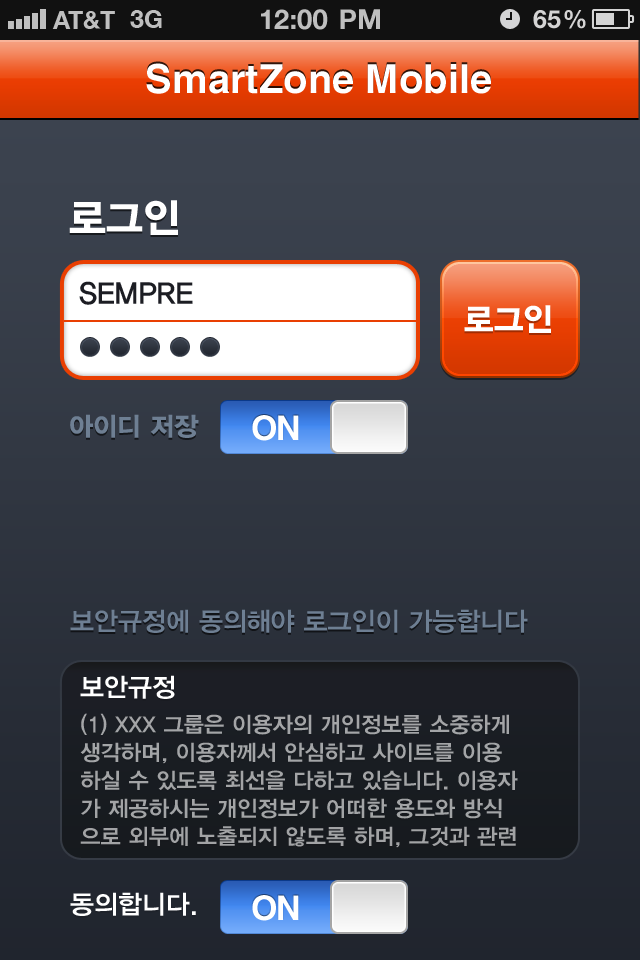 AT&T 3G 12:00 PM 65%
SmartZone Mobile
로그인
SEMPRE
●●●●●
로그인
아이디 저장 ON
보안규정에 동의해야 로그인이 가능합니다
보안규정
(1) XXX 그룹은 이용자의 개인정보를 소중하게
생각하며, 이용자께서 안심하고 사이트를 이용
하실 수 있도록 최선을 다하고 있습니다. 이용자
가 제공하시는 개인정보가 어떠한 용도와 방식
으로 외부에 노출되지 않도록 하며, 그것과 관련
동의합니다. ON